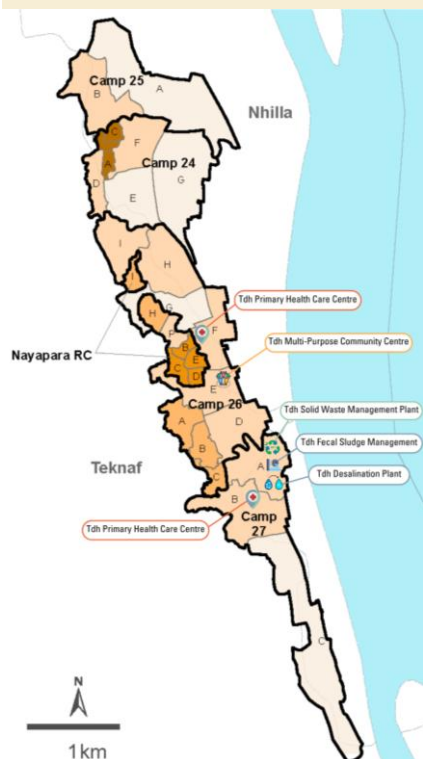 Camp 25
A
B
Nhilla
C
F
Camp 24
A
D
G
E
I
H
I
G
Tdh Primary Health Care Centre
H
F
F
B
E
Nayapara RC
Tdh Multi-Purpose Community Centre
C
D
E
Camp 26
A
Tdh Solid Waste Management Plant
D
B
Tdh Fecal Sludge Management
Teknaf
A
C
Tdh Desalination Plant
B
Tdh Primary Health Care Centre
Camp
27
C
N
1km